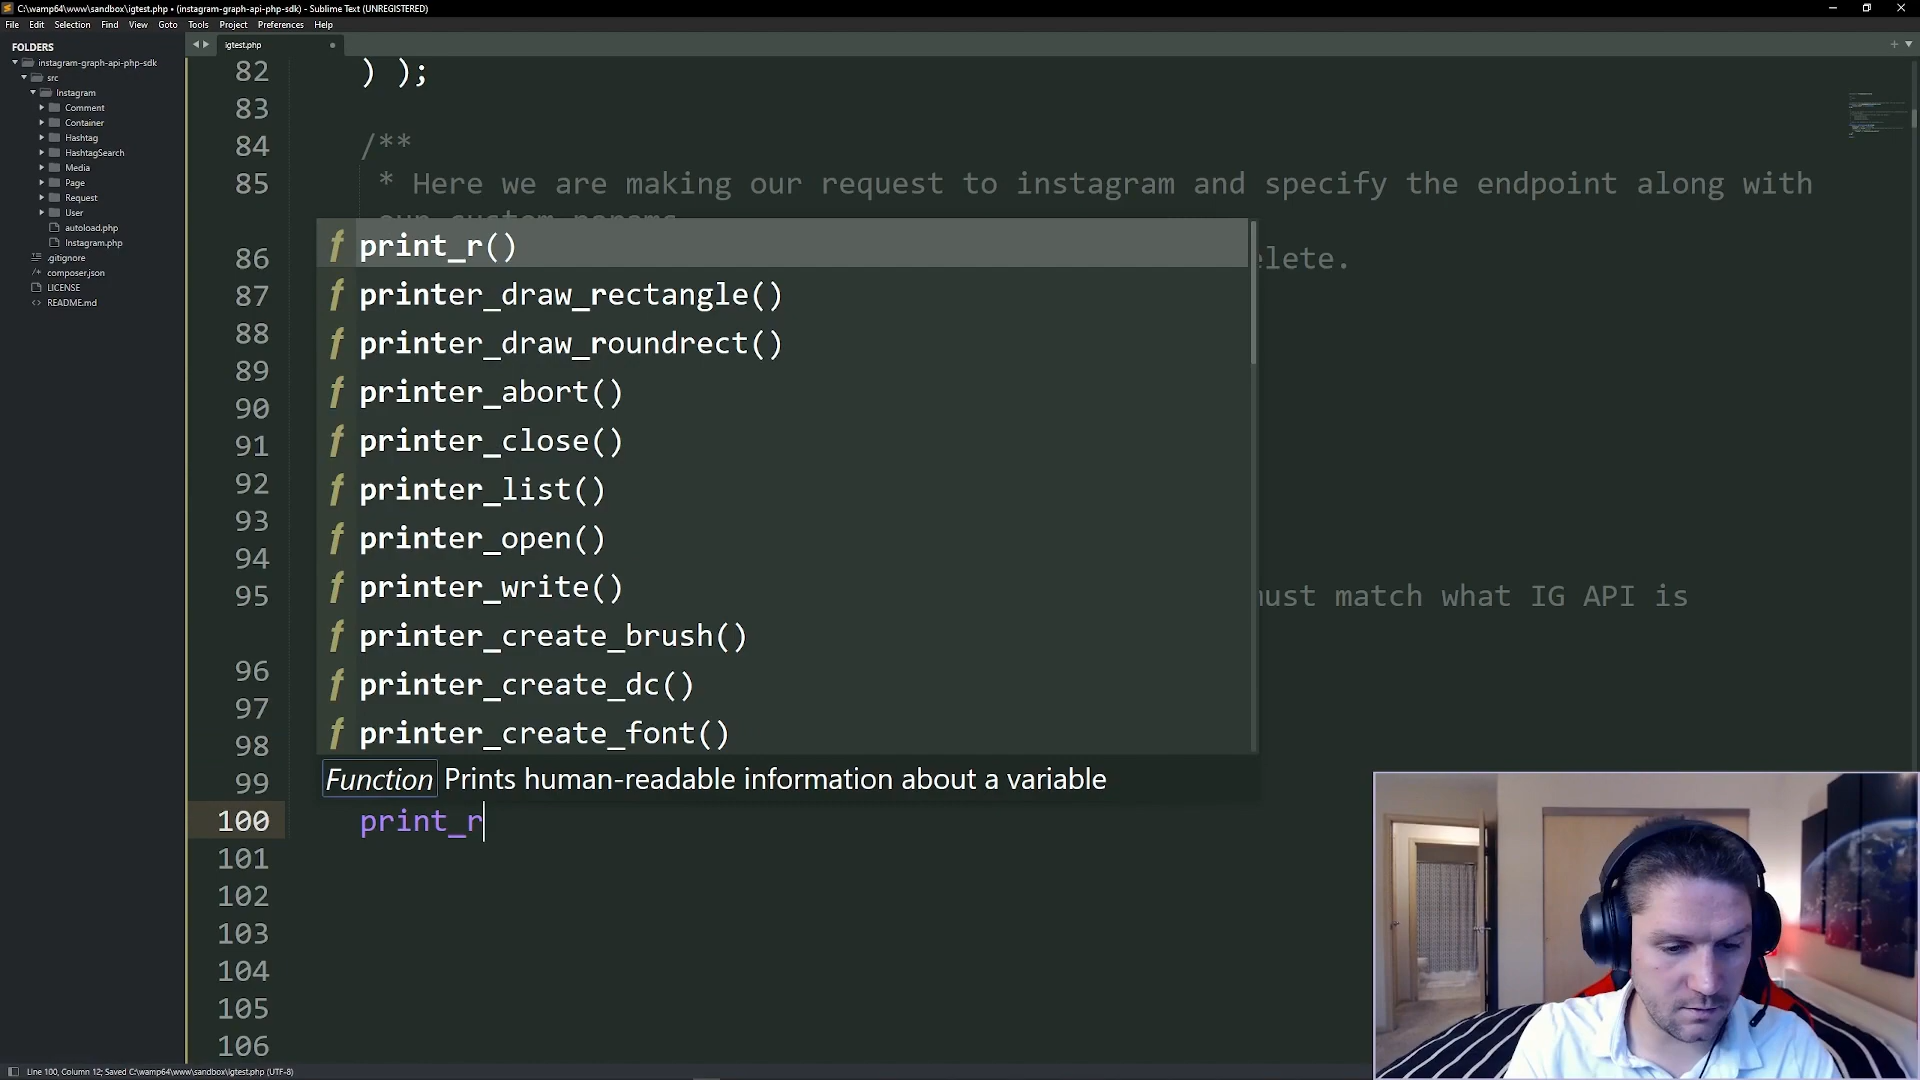 C:\wamp64\www\sandbox\igtest.php • (instagram-graph-api-php-sdk) - Sublime Text (UNREGISTERED)
File Edit Selection Find View Goto Tools Project Preferences Help
FOLDERS
instagram-graph-api-php-sdk
src
Instagram
Comment
Container
Hashtag
HashtagSearch
Media
Page
Request
User
autoload.php
Instagram.php
.gitignore
composer.json
LICENSE
README.md
igtest.php
82 ) );
83
84 /**
85 * Here we are making our request to instagram and specify the endpoint along with
our custom params
86 elete.
87
88
89
90
91
92
93
94
95 must match what IG API is
96
97
98
99
100 print_r
101
102
103
104
105
106
f print_r()
f printer_draw_rectangle()
f printer_draw_roundrect()
f printer_abort()
f printer_close()
f printer_list()
f printer_open()
f printer_write()
f printer_create_brush()
f printer_create_dc()
f printer_create_font()
Function Prints human-readable information about a variable
Line 100, Column 12; Saved C:\wamp64\www\sandbox\igtest.php (UTF-8)